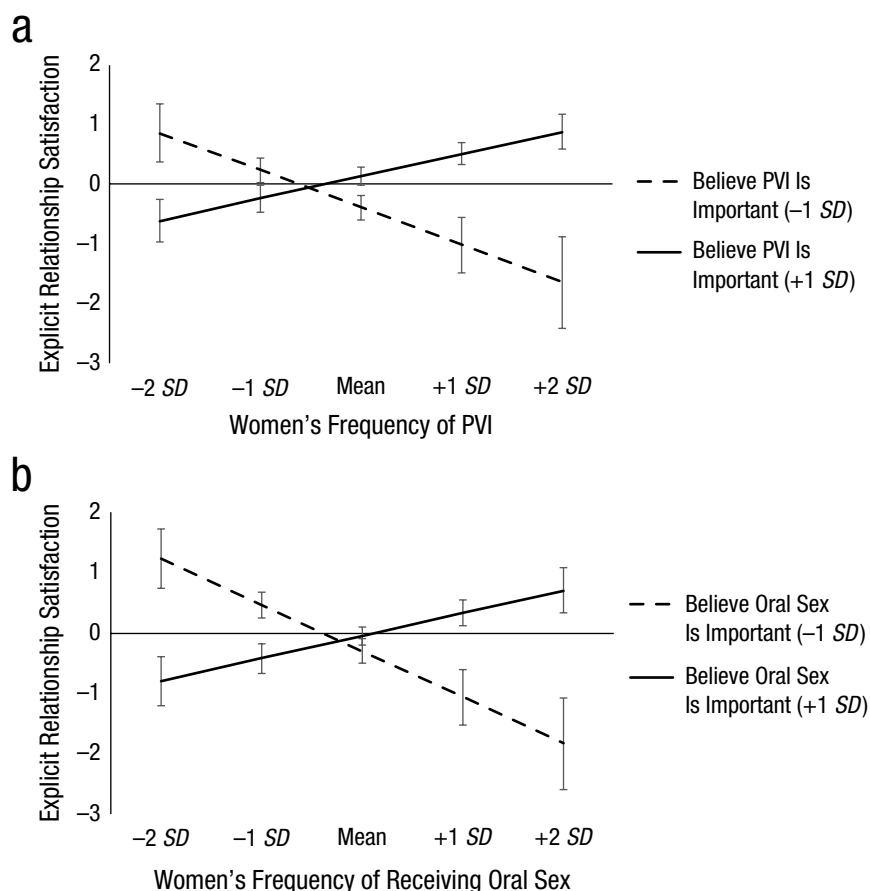 a
2
1
0
–1
–2
–3
Explicit Relationship Satisfaction
–2 SD –1 SD Mean +1 SD +2 SD
Women's Frequency of PVI
Believe PVI Is
Important (–1 SD)
Believe PVI Is
Important (+1 SD)
b
2
1
0
–1
–2
–3
Explicit Relationship Satisfaction
–2 SD –1 SD Mean +1 SD +2 SD
Women's Frequency of Receiving Oral Sex
Believe Oral Sex
Is Important (–1 SD)
Believe Oral Sex
Is Important (+1 SD)